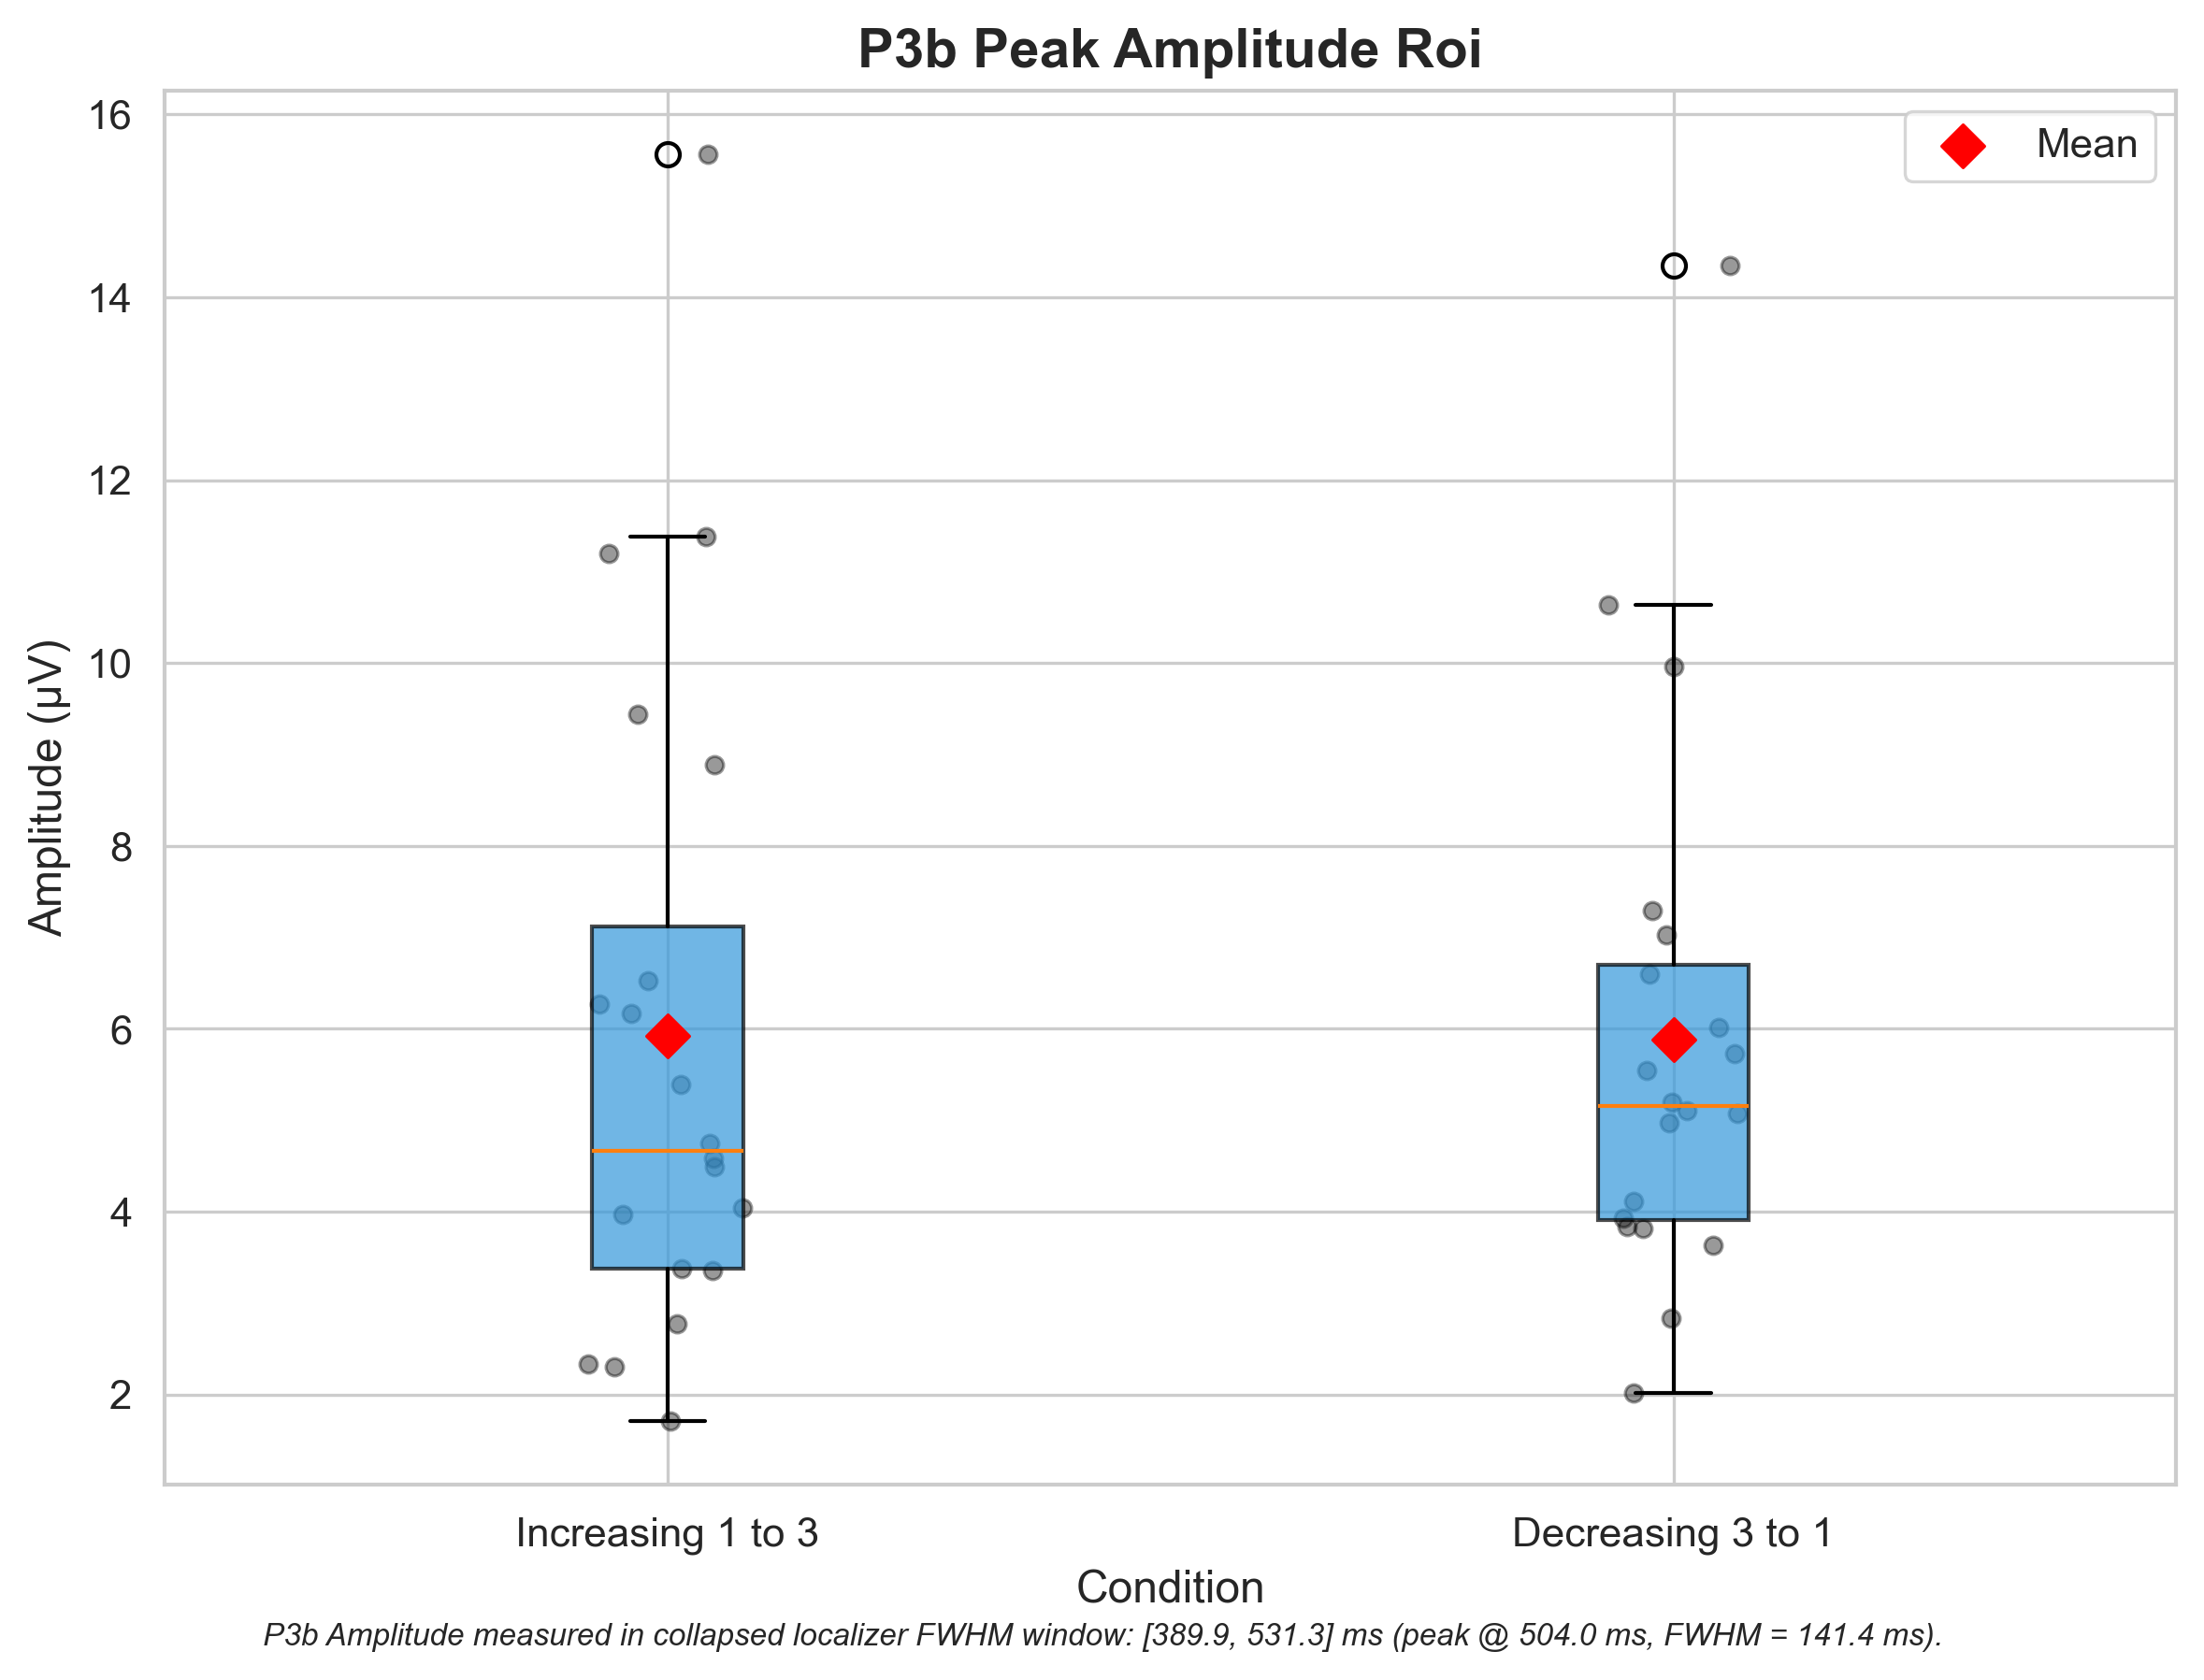 P3b Peak Amplitude Roi
Mean
16
14
12
10
8
6
4
2
Amplitude (µV)
Increasing 1 to 3
Decreasing 3 to 1
Condition
P3b Amplitude measured in collapsed localizer FWHM window: [389.9, 531.3] ms (peak @ 504.0 ms, FWHM = 141.4 ms).